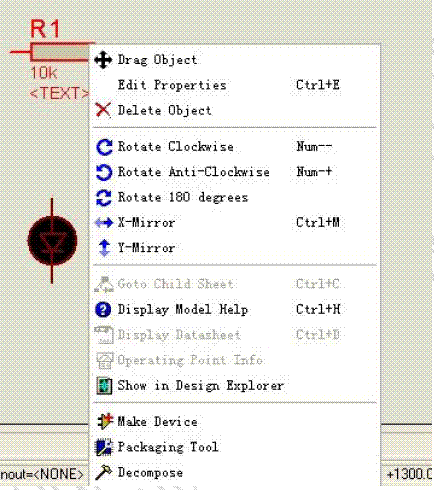 R1
10k
<TEXT>
Drag Object
Edit Properties Ctrl+E
Delete Object
Rotate Clockwise Num--
Rotate Anti-Clockwise Num-+
Rotate 180 degrees
X-Mirror Ctrl+M
Y-Mirror
Goto Child Sheet Ctrl+C
Display Model Help Ctrl+H
Display Datasheet Ctrl+D
Operating Point Info
Show in Design Explorer
Make Device
Packaging Tool
Decompose
nout=<NONE> +1300.0